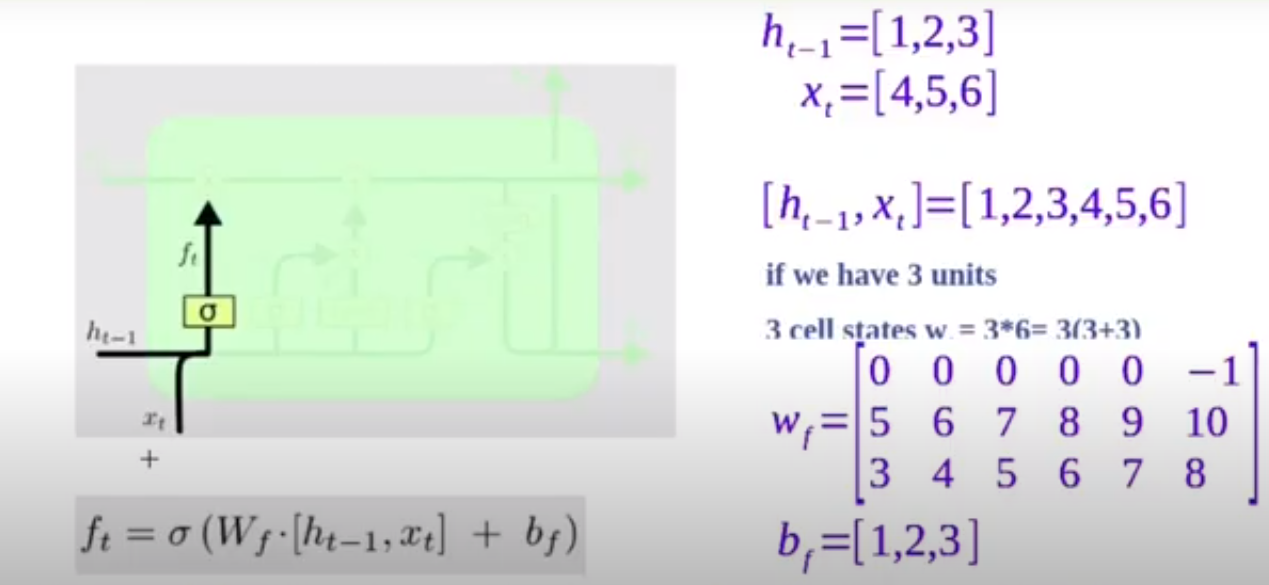 h_{t-1}=[1,2,3]
x_t=[4,5,6]
[h_{t-1},x_t]=[1,2,3,4,5,6]
if we have 3 units
3 cell states w = 3*6= 3(3+3)
w_f=
0 0 0 0 0 −1
5 6 7 8 9 10
3 4 5 6 7 8
b_f=[1,2,3]
f_t
σ
h_{t-1}
x_t
+
f_t = σ (W_f·[h_{t-1}, x_t] + b_f)